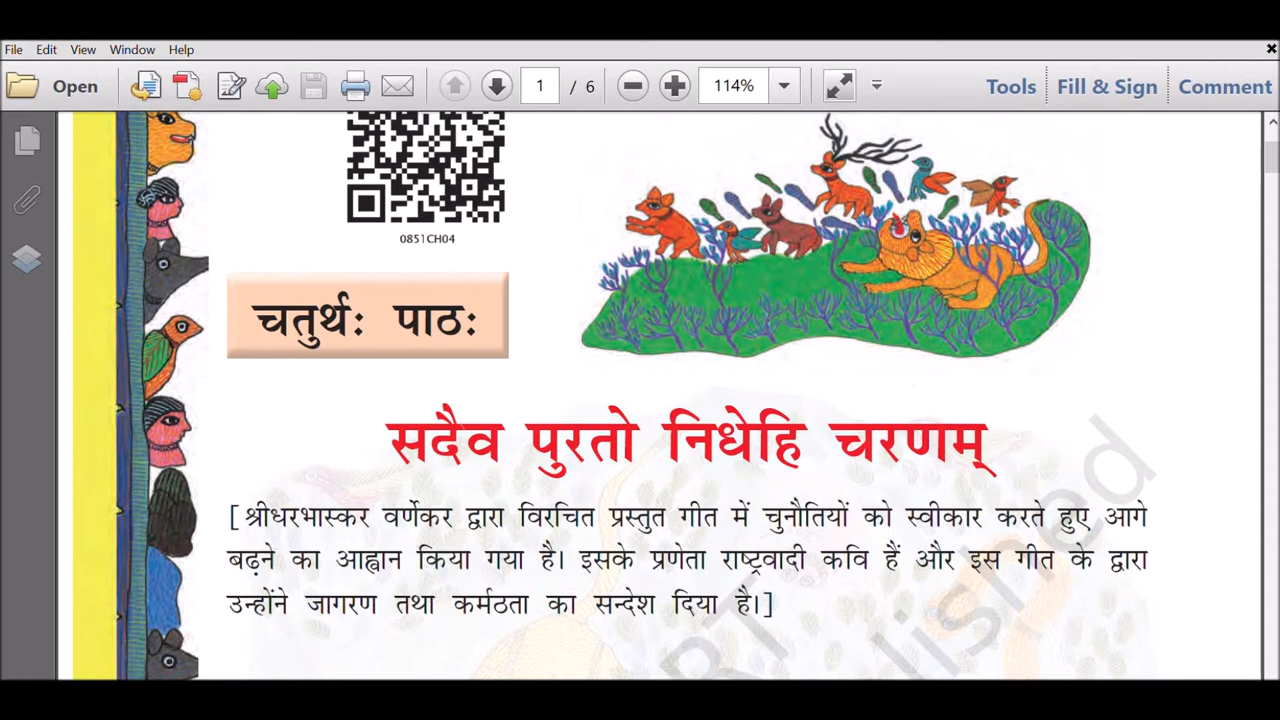 File Edit View Window Help
Open 1 / 6 114% Tools Fill & Sign Comment
0851CH04
चतुर्थः पाठः
सदैव पुरतो निधेहि चरणम्
[श्रीधरभास्कर वर्णेकर द्वारा विरचित प्रस्तुत गीत में चुनौतियों को स्वीकार करते हुए आगे
बढ़ने का आह्वान किया गया है। इसके प्रणेता राष्ट्रवादी कवि हैं और इस गीत के द्वारा
उन्होंने जागरण तथा कर्मठता का सन्देश दिया है।]